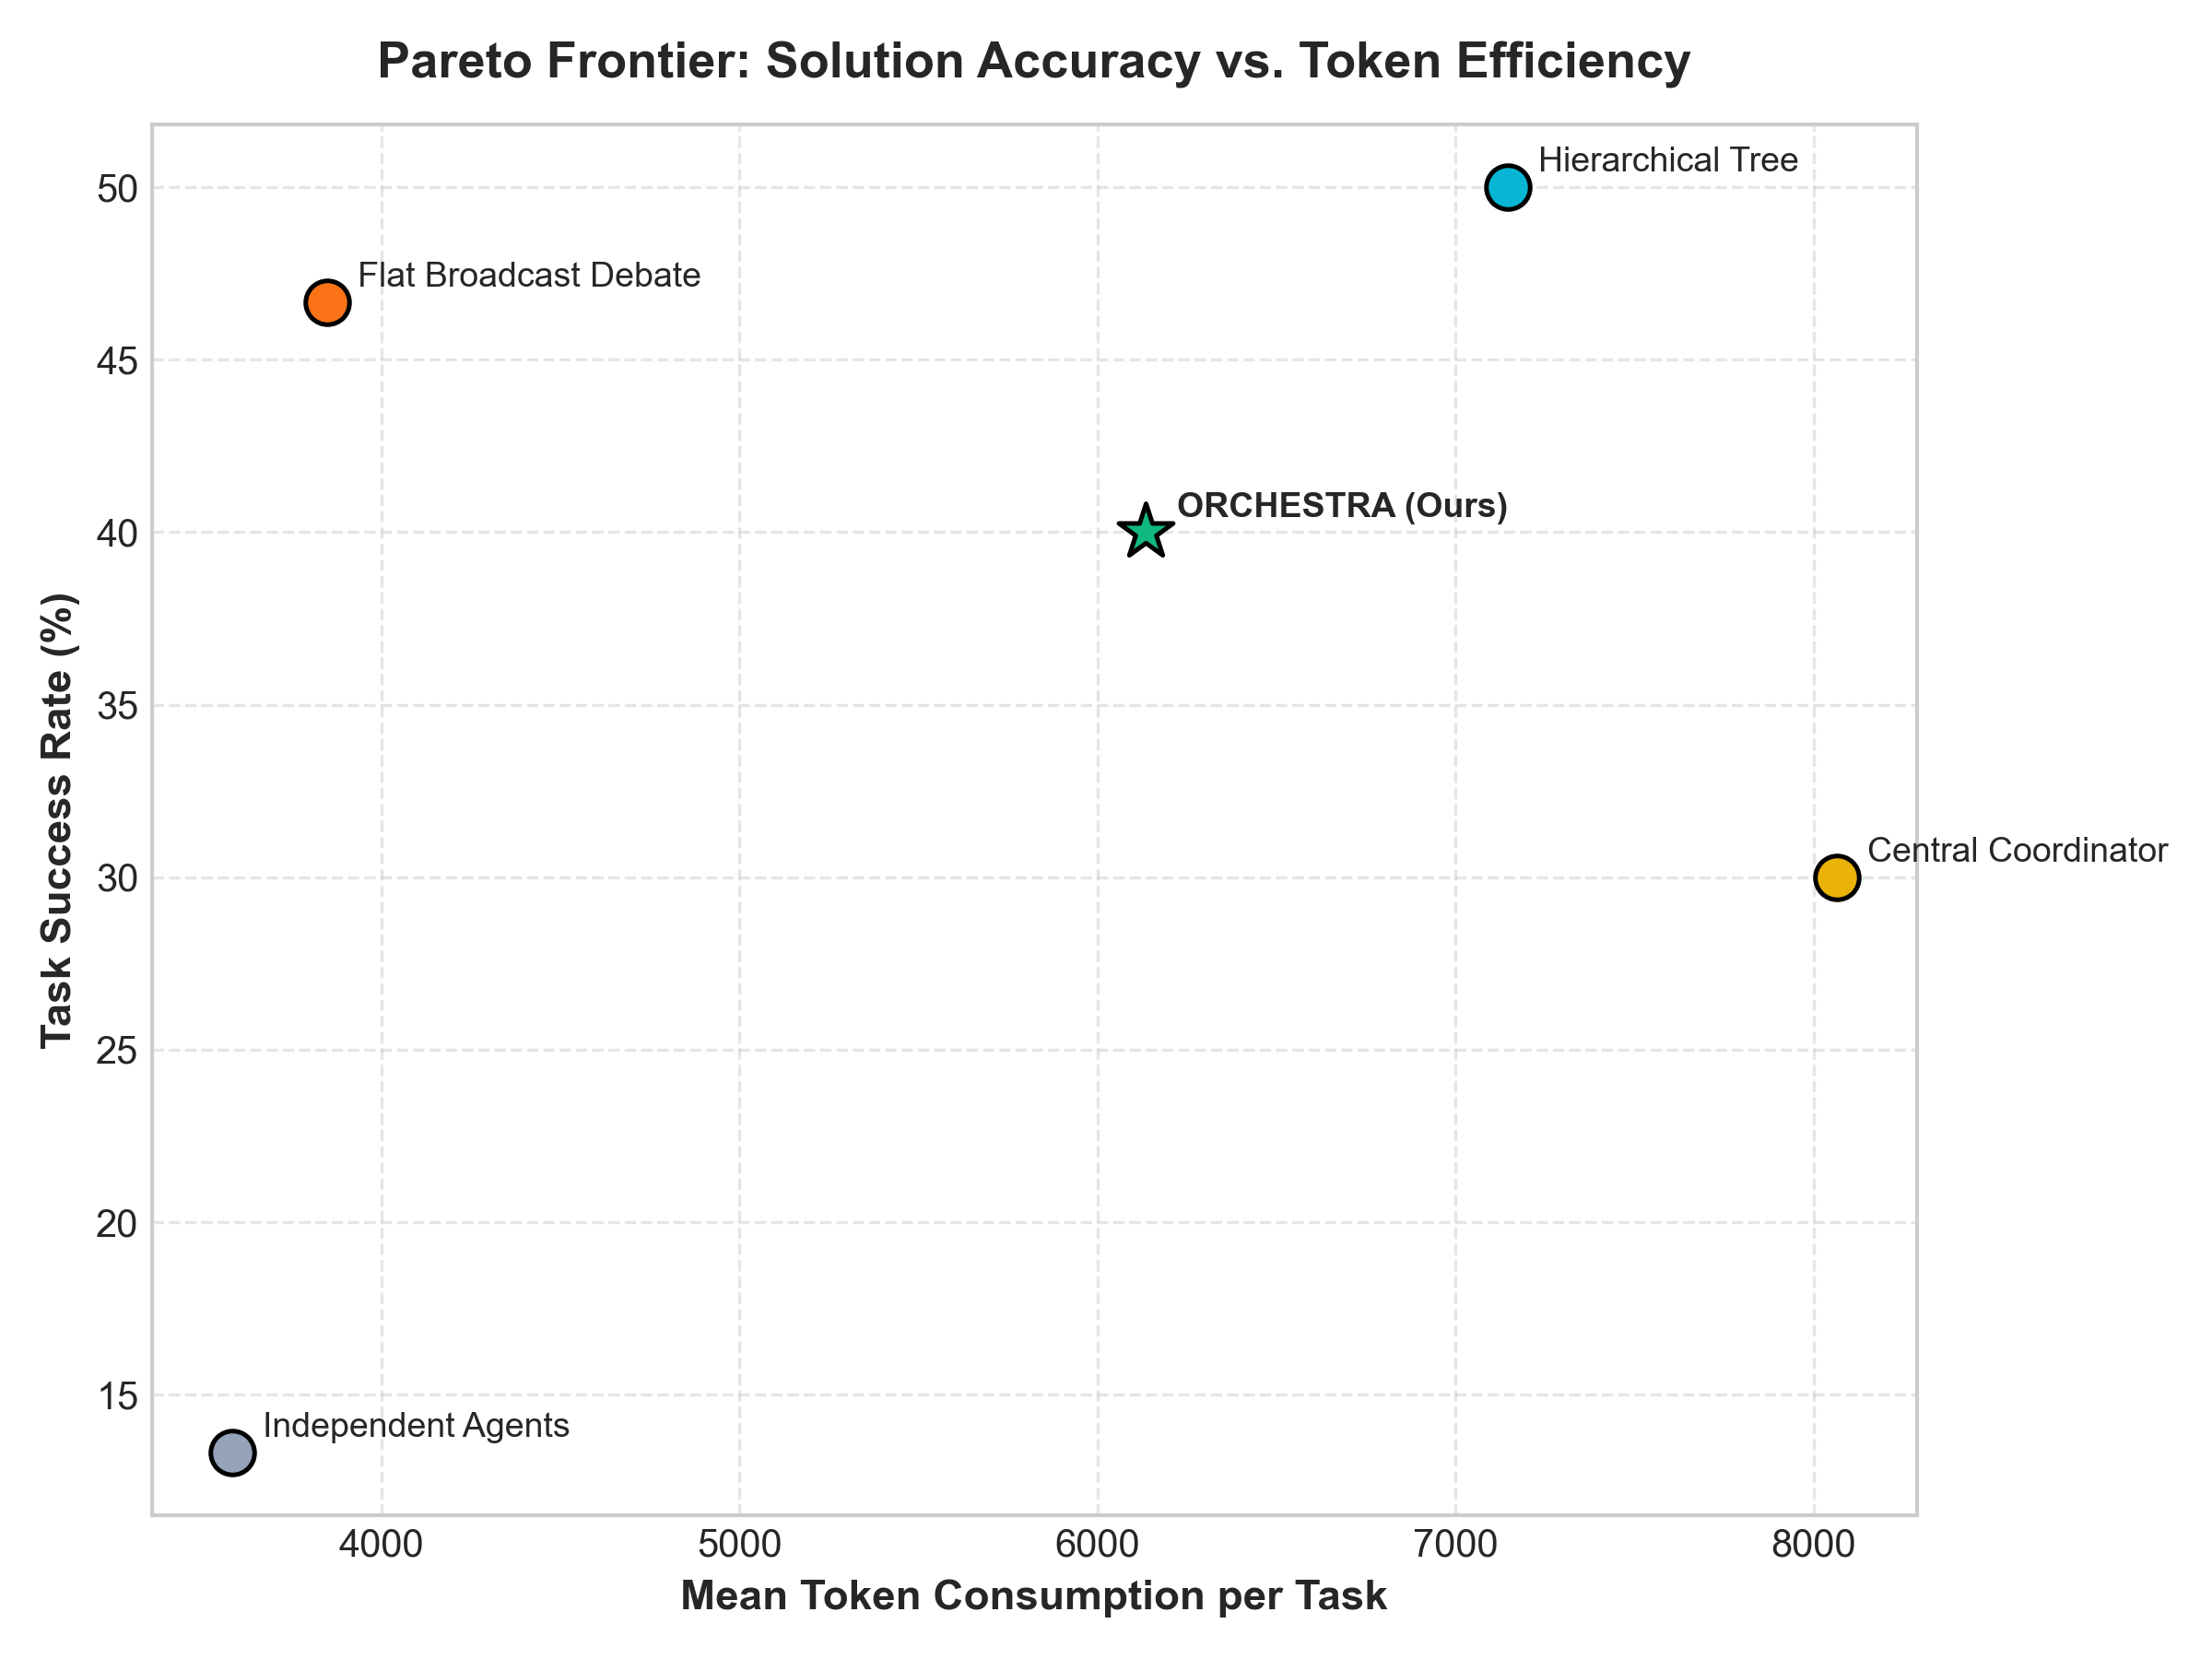 Pareto Frontier: Solution Accuracy vs. Token Efficiency
Hierarchical Tree
50
Flat Broadcast Debate
45
ORCHESTRA (Ours)
40
35
Central Coordinator
30
25
20
15
Independent Agents
Task Success Rate (%)
4000 5000 6000 7000 8000
Mean Token Consumption per Task